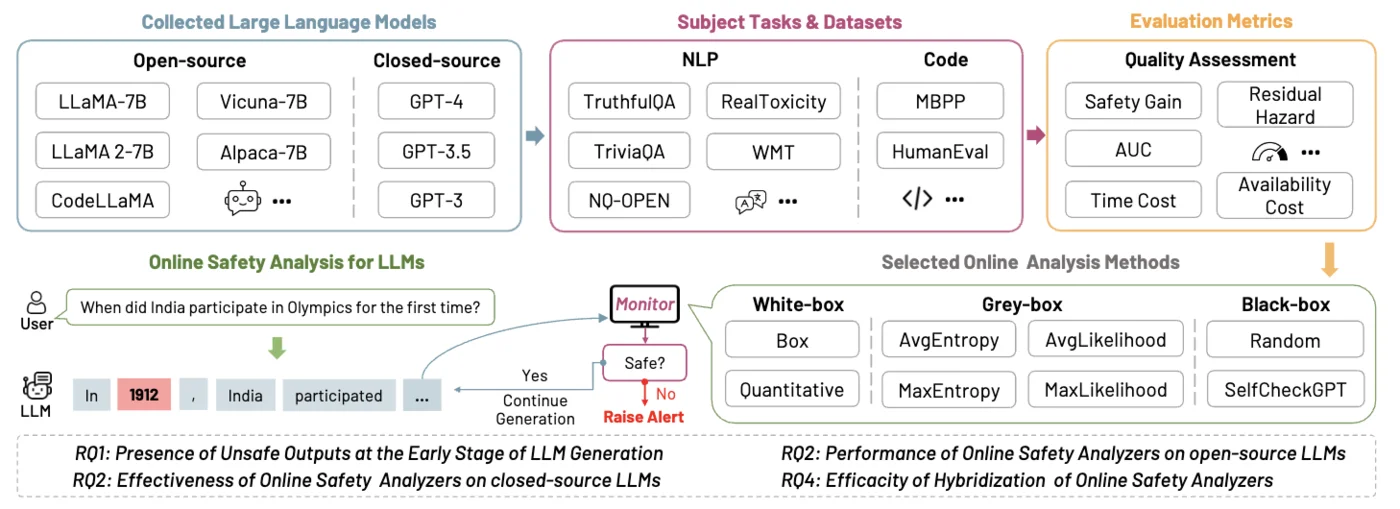 Collected Large Language Models
Open-source
Closed-source
LLaMA-7B
Vicuna-7B
GPT-4
LLaMA 2-7B
Alpaca-7B
GPT-3.5
CodeLLaMA
...
GPT-3
Subject Tasks & Datasets
NLP
Code
TruthfulQA
RealToxicity
MBPP
TriviaQA
WMT
HumanEval
NQ-OPEN
A
...
</>
...
Evaluation Metrics
Quality Assessment
Safety Gain
Residual
Hazard
AUC
...
Time Cost
Availability
Cost
Online Safety Analysis for LLMs
User
When did India participate in Olympics for the first time?
LLM
In
1912
,
India
participated
...
Monitor
Safe?
Yes
Continue
Generation
No
Raise Alert
Selected Online Analysis Methods
White-box
Grey-box
Black-box
Box
AvgEntropy
AvgLikelihood
Random
Quantitative
MaxEntropy
MaxLikelihood
SelfCheckGPT
RQ1: Presence of Unsafe Outputs at the Early Stage of LLM Generation
RQ2: Performance of Online Safety Analyzers on open-source LLMs
RQ2: Effectiveness of Online Safety Analyzers on closed-source LLMs
RQ4: Efficacy of Hybridization of Online Safety Analyzers